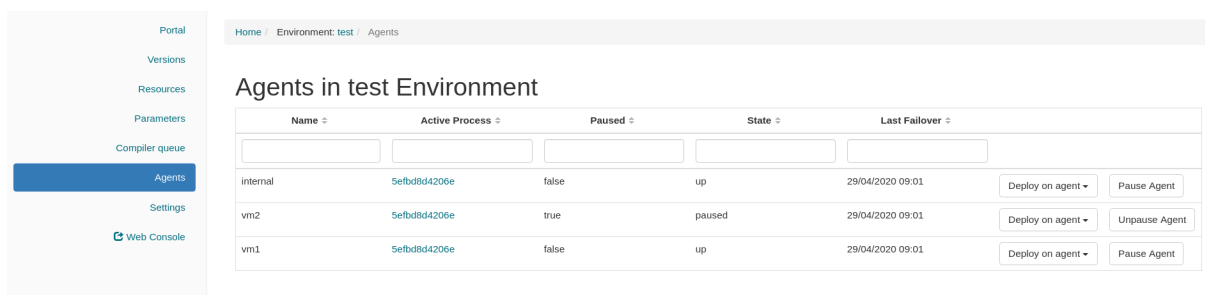 Portal
Versions
Resources
Parameters
Compiler queue
Agents
Settings
Web Console
Home / Environment: test / Agents
Agents in test Environment
Name Active Process Paused State Last Failover
internal 5efbd8d4206e false up 29/04/2020 09:01 Deploy on agent Pause Agent
vm2 5efbd8d4206e true paused 29/04/2020 09:01 Deploy on agent Unpause Agent
vm1 5efbd8d4206e false up 29/04/2020 09:01 Deploy on agent Pause Agent